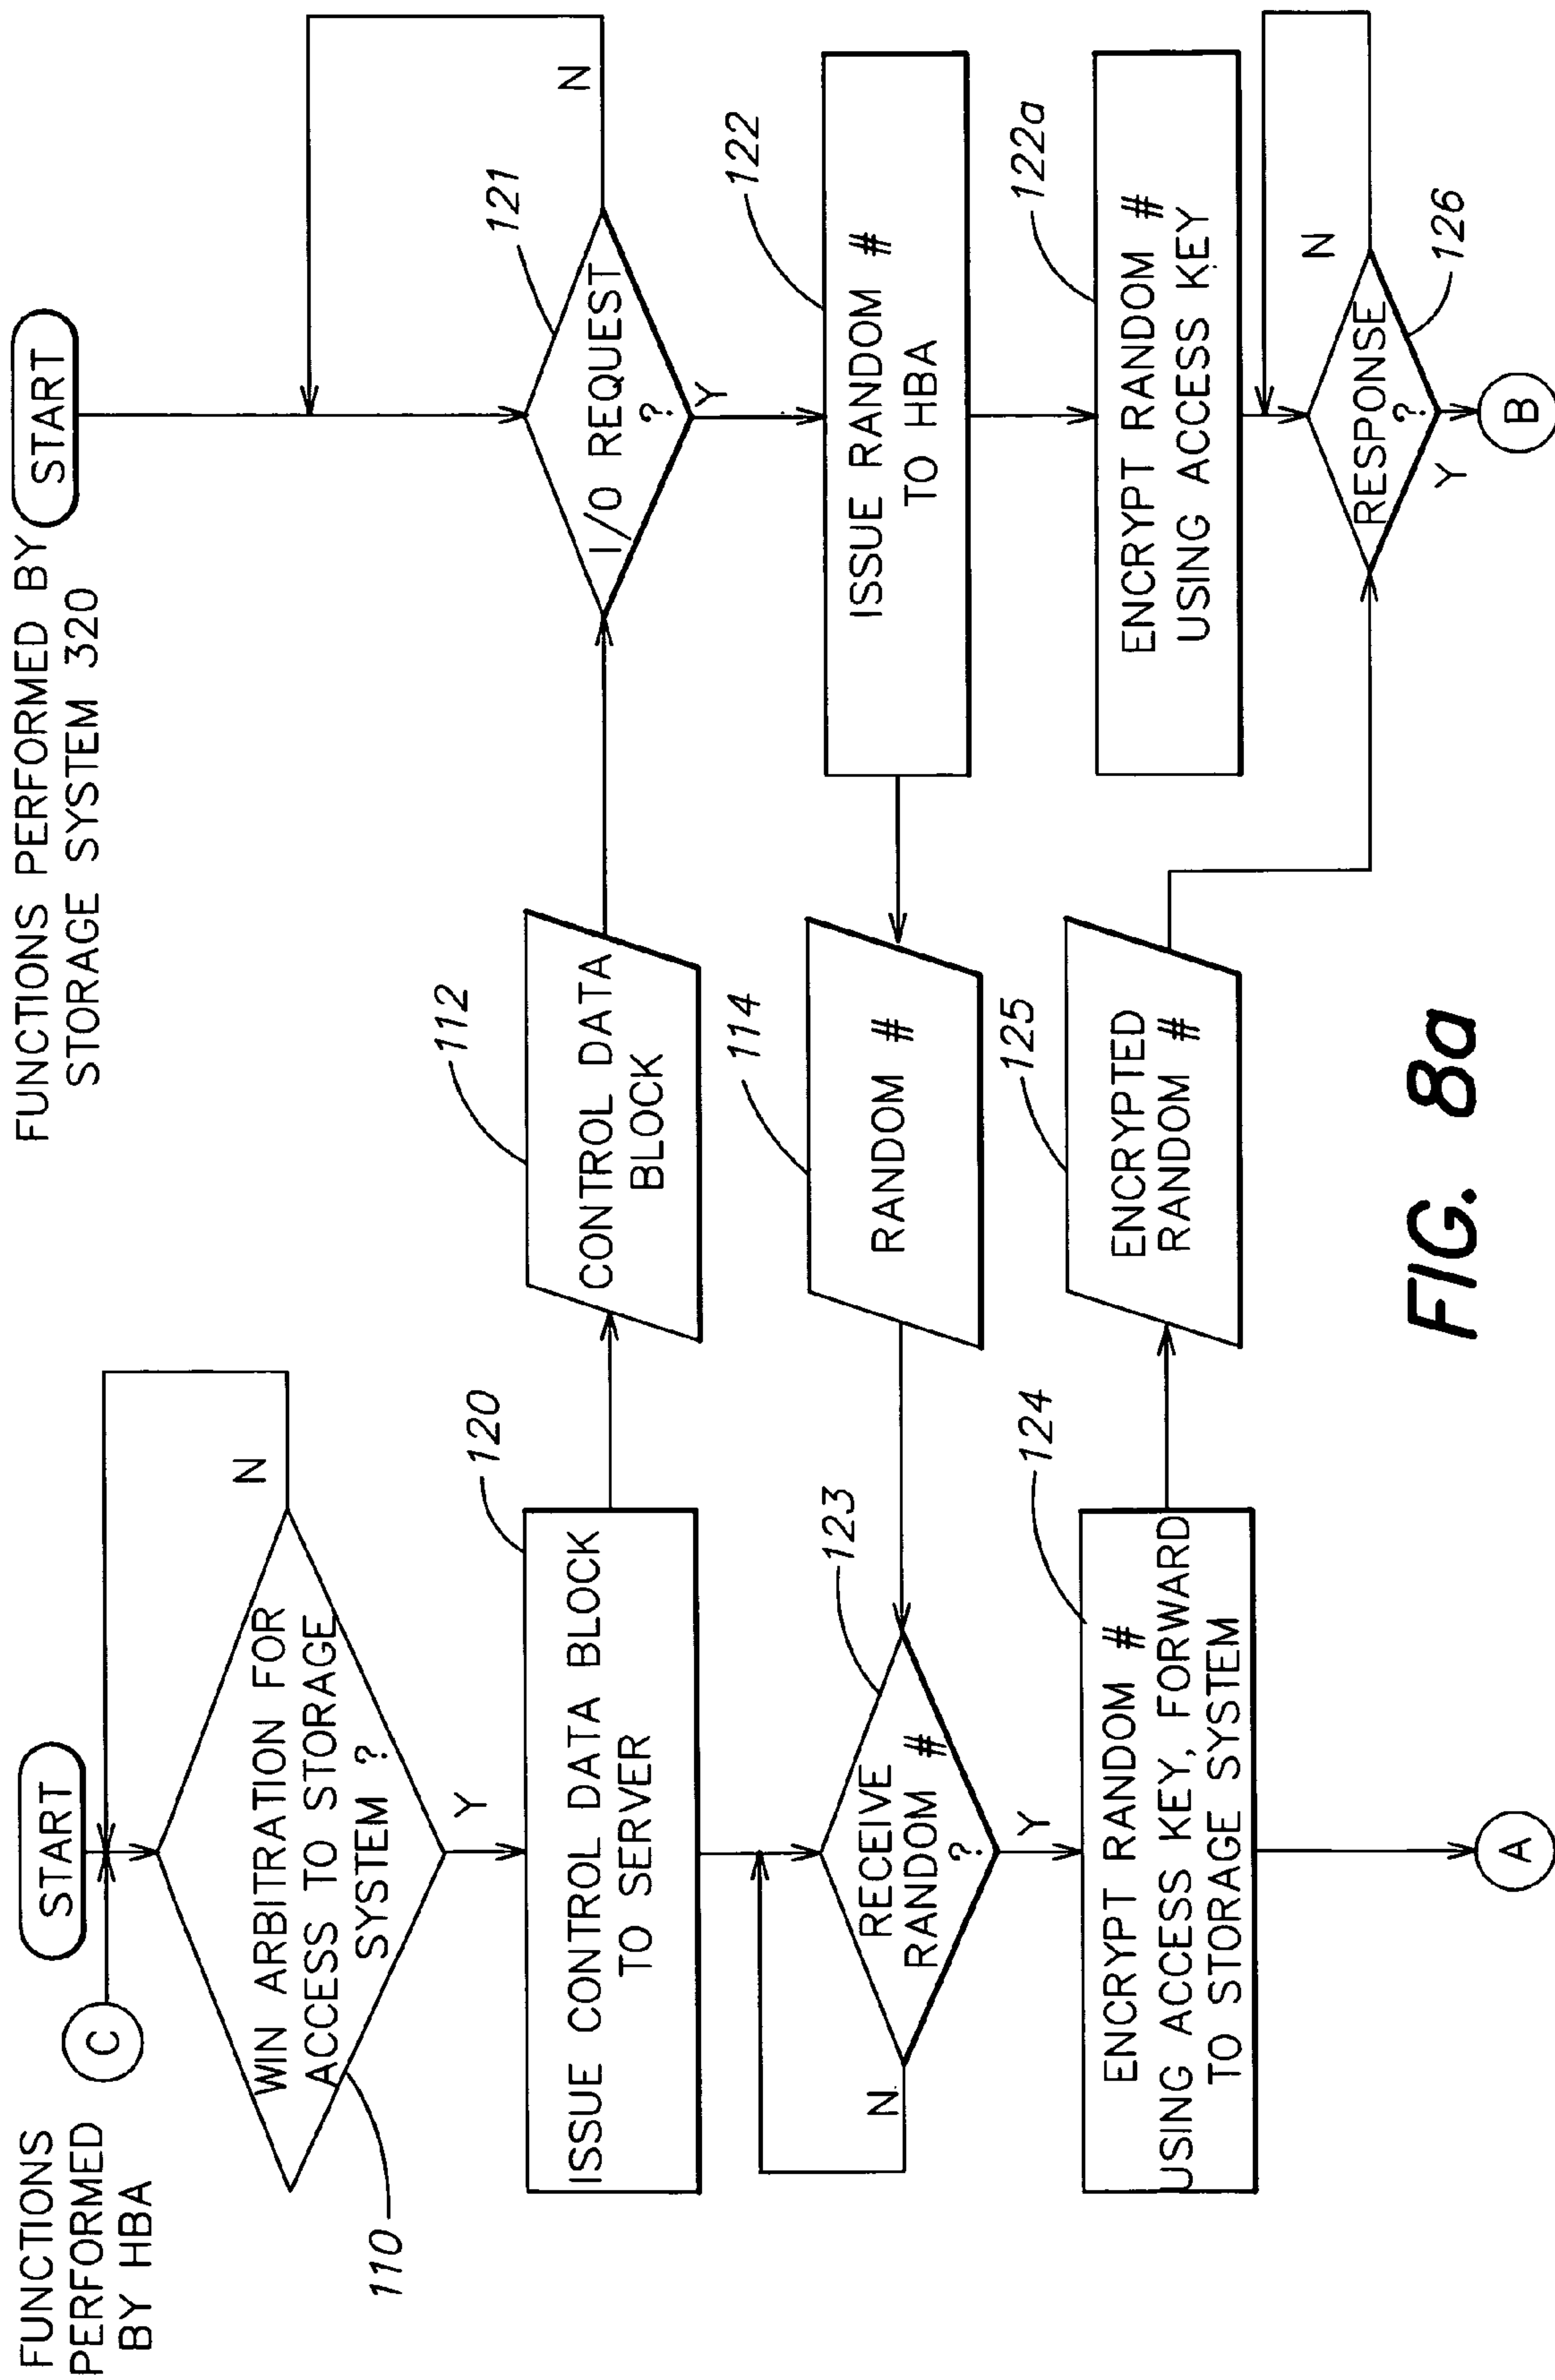 FUNCTIONS
PERFORMED
BY HBA
START
C
WIN ARBITRATION FOR
ACCESS TO STORAGE
SYSTEM ?
N
Y
110
ISSUE CONTROL DATA BLOCK
TO SERVER
120
RECEIVE
RANDOM #
?
N
Y
123
ENCRYPT RANDOM #
USING ACCESS KEY, FORWARD
TO STORAGE SYSTEM
124
A
CONTROL DATA
BLOCK
112
RANDOM #
114
ENCRYPTED
RANDOM #
125
FUNCTIONS PERFORMED BY
STORAGE SYSTEM 320
START
I/O REQUEST
?
N
Y
121
ISSUE RANDOM #
TO HBA
122
ENCRYPT RANDOM #
USING ACCESS KEY
122a
RESPONSE
?
N
Y
126
B
FIG. 8a